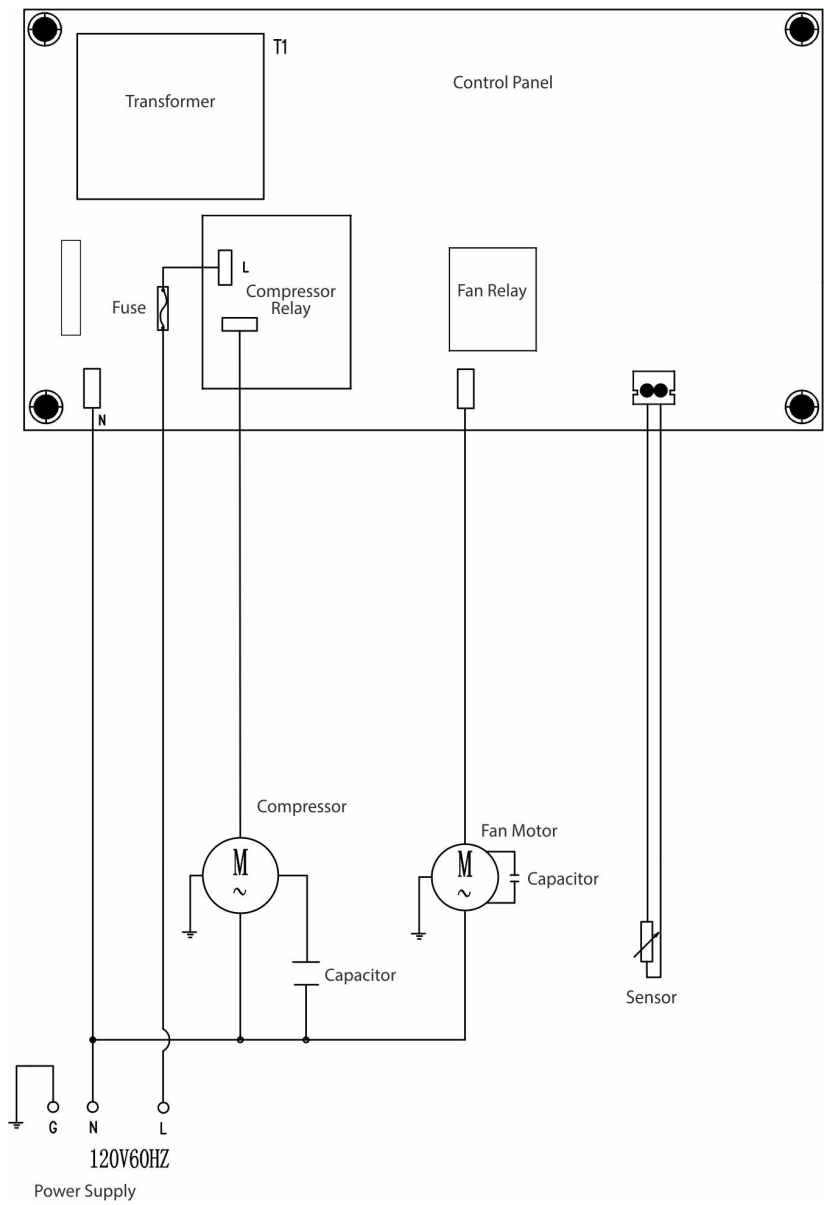 T1
Transformer
Control Panel
L
Compressor
Relay
Fuse
Fan Relay
N
Compressor
M
~
Fan Motor
M
~
Capacitor
Capacitor
Sensor
G N L
120V60HZ
Power Supply